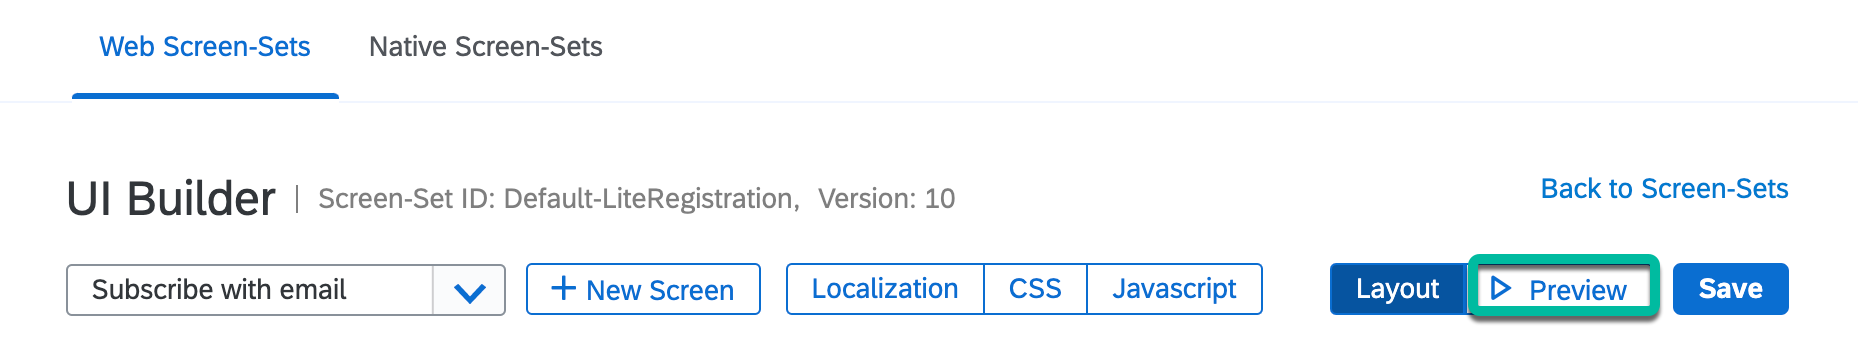 Web Screen-Sets Native Screen-Sets
UI Builder | Screen-Set ID: Default-LiteRegistration, Version: 10
Back to Screen-Sets
Subscribe with email + New Screen Localization CSS Javascript Layout Preview Save